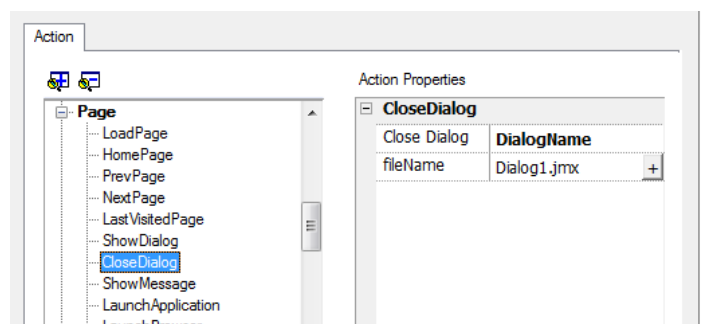 Action
Action Properties
Page
LoadPage
HomePage
PrevPage
NextPage
LastVisitedPage
ShowDialog
CloseDialog
ShowMessage
LaunchApplication
CloseDialog
Close Dialog DialogName
fileName Dialog1.jmx +